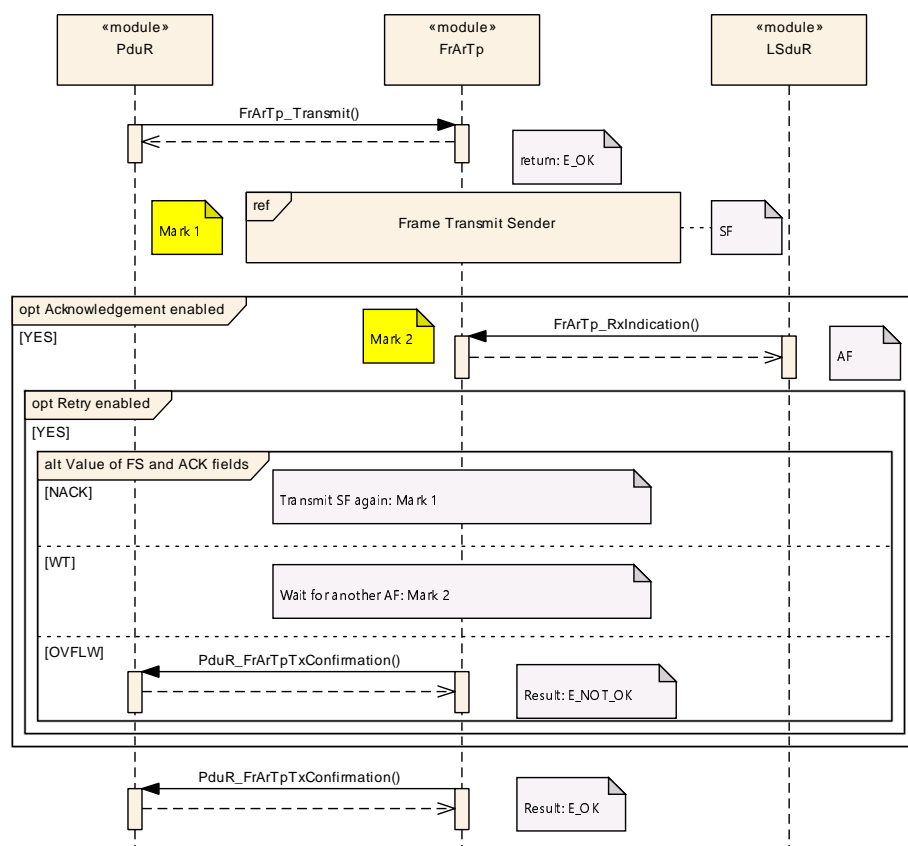 «module»
PduR
«module»
FrArTp
«module»
LSduR
FrArTp_Transmit()
return: E_OK
Mark 1
ref
Frame Transmit Sender
SF
opt Acknowledgement enabled
[YES]
Mark 2
FrArTp_RxIndication()
AF
opt Retry enabled
[YES]
alt Value of FS and ACK fields
[NACK]
Transmit SF again: Mark 1
[WT]
Wait for another AF: Mark 2
[OVFLW]
PduR_FrArTpTxConfirmation()
Result: E_NOT_OK
PduR_FrArTpTxConfirmation()
Result: E_OK